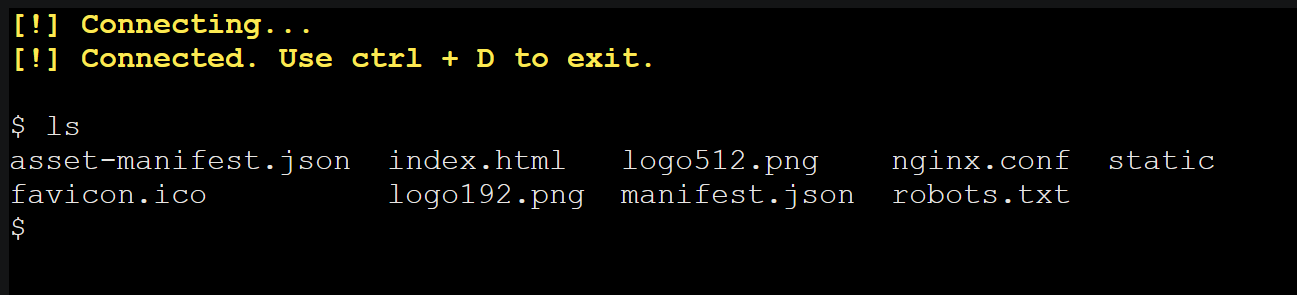 [!] Connecting...
[!] Connected. Use ctrl + D to exit.
$ ls
asset-manifest.json  index.html   logo512.png    nginx.conf  static
favicon.ico          logo192.png  manifest.json  robots.txt
$